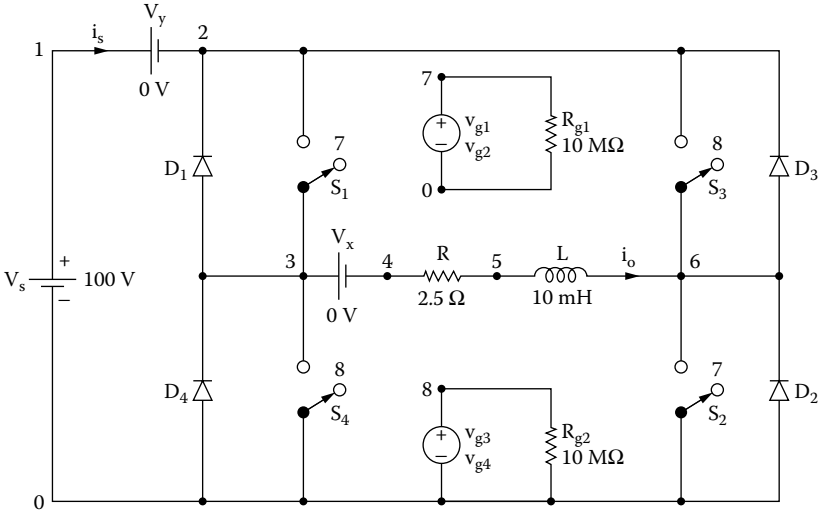 V_y
i_s
1
2
0 V
7
v_g1
v_g2
R_g1
10 MΩ
0
D_1
7
S_1
8
S_3
D_3
V_s
+
−
100 V
3
V_x
0 V
4
R
2.5 Ω
5
L
10 mH
i_o
6
D_4
8
S_4
8
v_g3
v_g4
R_g2
10 MΩ
7
S_2
D_2
0